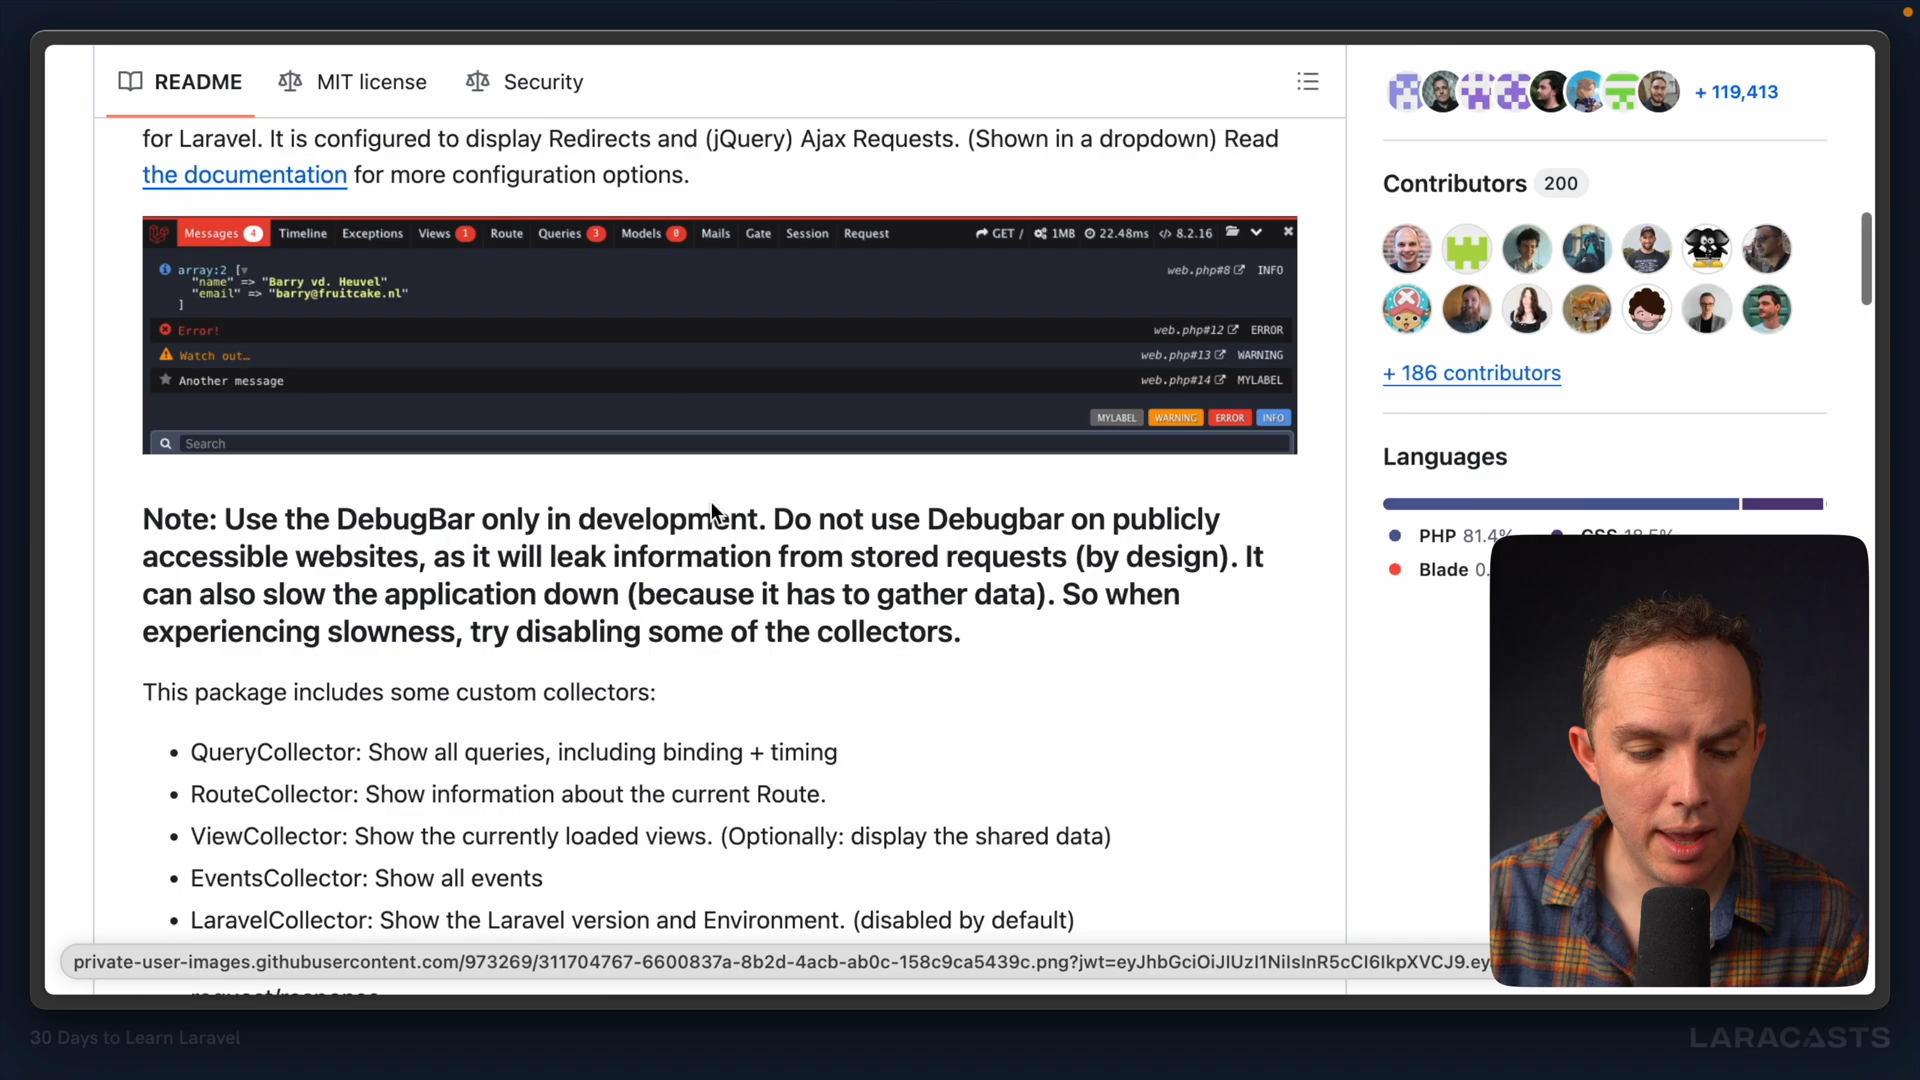 README
MIT license
Security
for Laravel. It is configured to display Redirects and (jQuery) Ajax Requests. (Shown in a dropdown) Read
the documentation for more configuration options.
Messages 4 Timeline Exceptions Views 1 Route Queries 3 Models 0 Mails Gate Session Request GET / 1MB 22.48ms 8.2.16
array:2 [
"name" => "Barry vd. Heuvel" web.php#8 INFO
"email" => "barry@fruitcake.nl"
]
Error! web.php#12 ERROR
Watch out… web.php#13 WARNING
Another message web.php#14 MYLABEL
MYLABEL WARNING ERROR INFO
Search
Note: Use the DebugBar only in development. Do not use Debugbar on publicly
accessible websites, as it will leak information from stored requests (by design). It
can also slow the application down (because it has to gather data). So when
experiencing slowness, try disabling some of the collectors.
This package includes some custom collectors:
• QueryCollector: Show all queries, including binding + timing
• RouteCollector: Show information about the current Route.
• ViewCollector: Show the currently loaded views. (Optionally: display the shared data)
• EventsCollector: Show all events
• LaravelCollector: Show the Laravel version and Environment. (disabled by default)
private-user-images.githubusercontent.com/973269/311704767-6600837a-8b2d-4acb-ab0c-158c9ca5439c.png?jwt=eyJhbGciOiJIUzI1NiIsInR5cCI6IkpXVCJ9.ey
request/response
+ 119,413
Contributors 200
+ 186 contributors
Languages
PHP 81.4% CSS 18.5%
Blade 0.
30 Days to Learn Laravel
LARACASTS